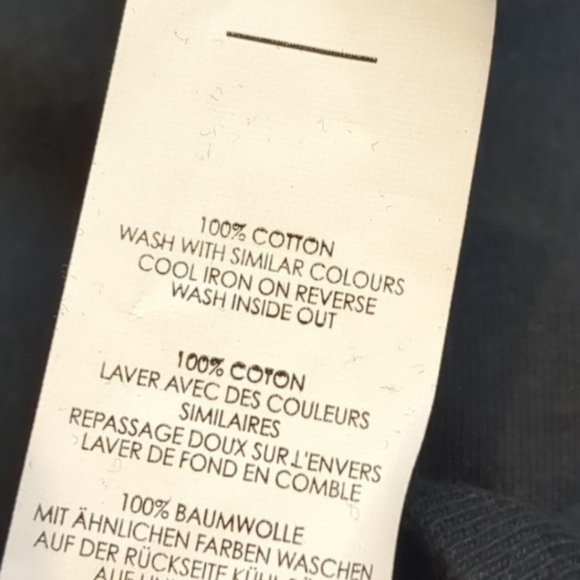 100% COTTON
WASH WITH SIMILAR COLOURS
COOL IRON ON REVERSE
WASH INSIDE OUT
100% COTON
LAVER AVEC DES COULEURS
SIMILAIRES
REPASSAGE DOUX SUR L'ENVERS
LAVER DE FOND EN COMBLE
100% BAUMWOLLE
MIT ÄHNLICHEN FARBEN WASCHEN
AUF DER RÜCKSEITE
AUF